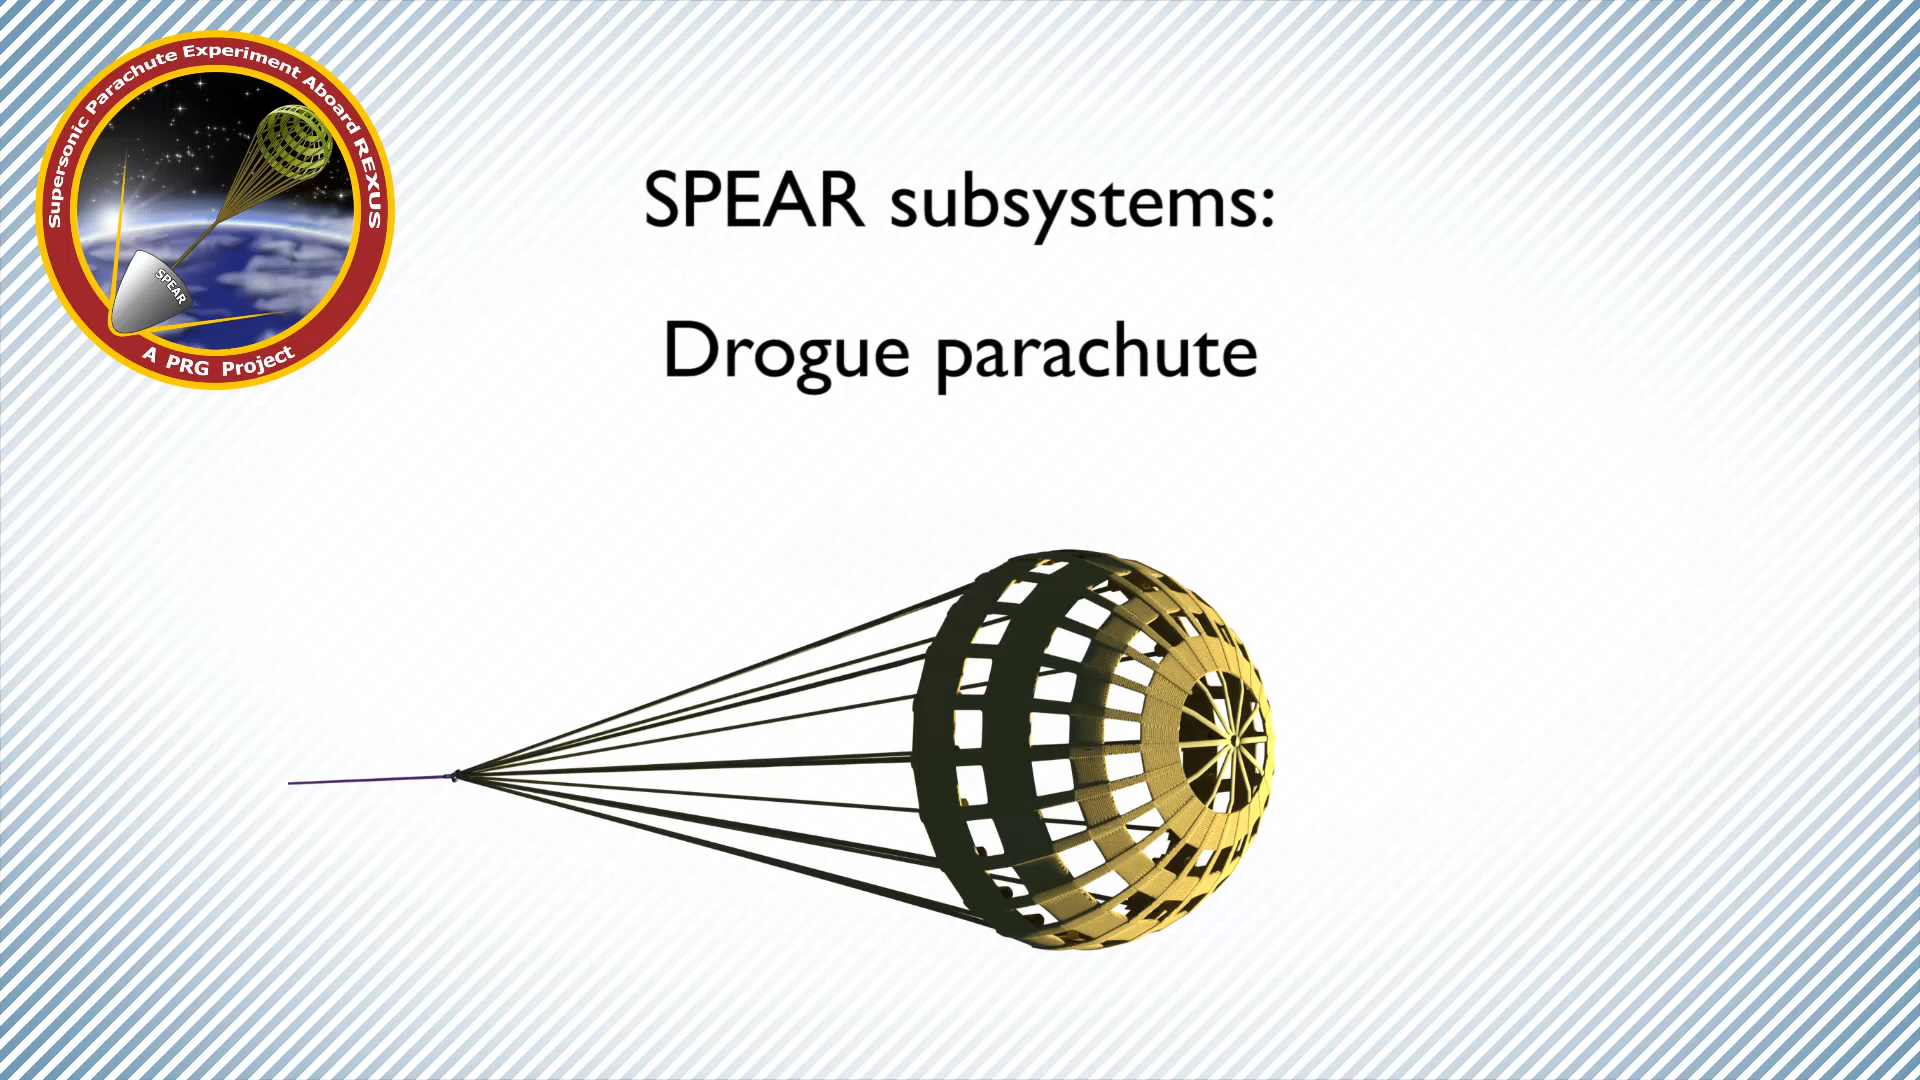 Supersonic Parachute Experiment Aboard REXUS
SPEAR
A PRG Project
SPEAR subsystems:
Drogue parachute